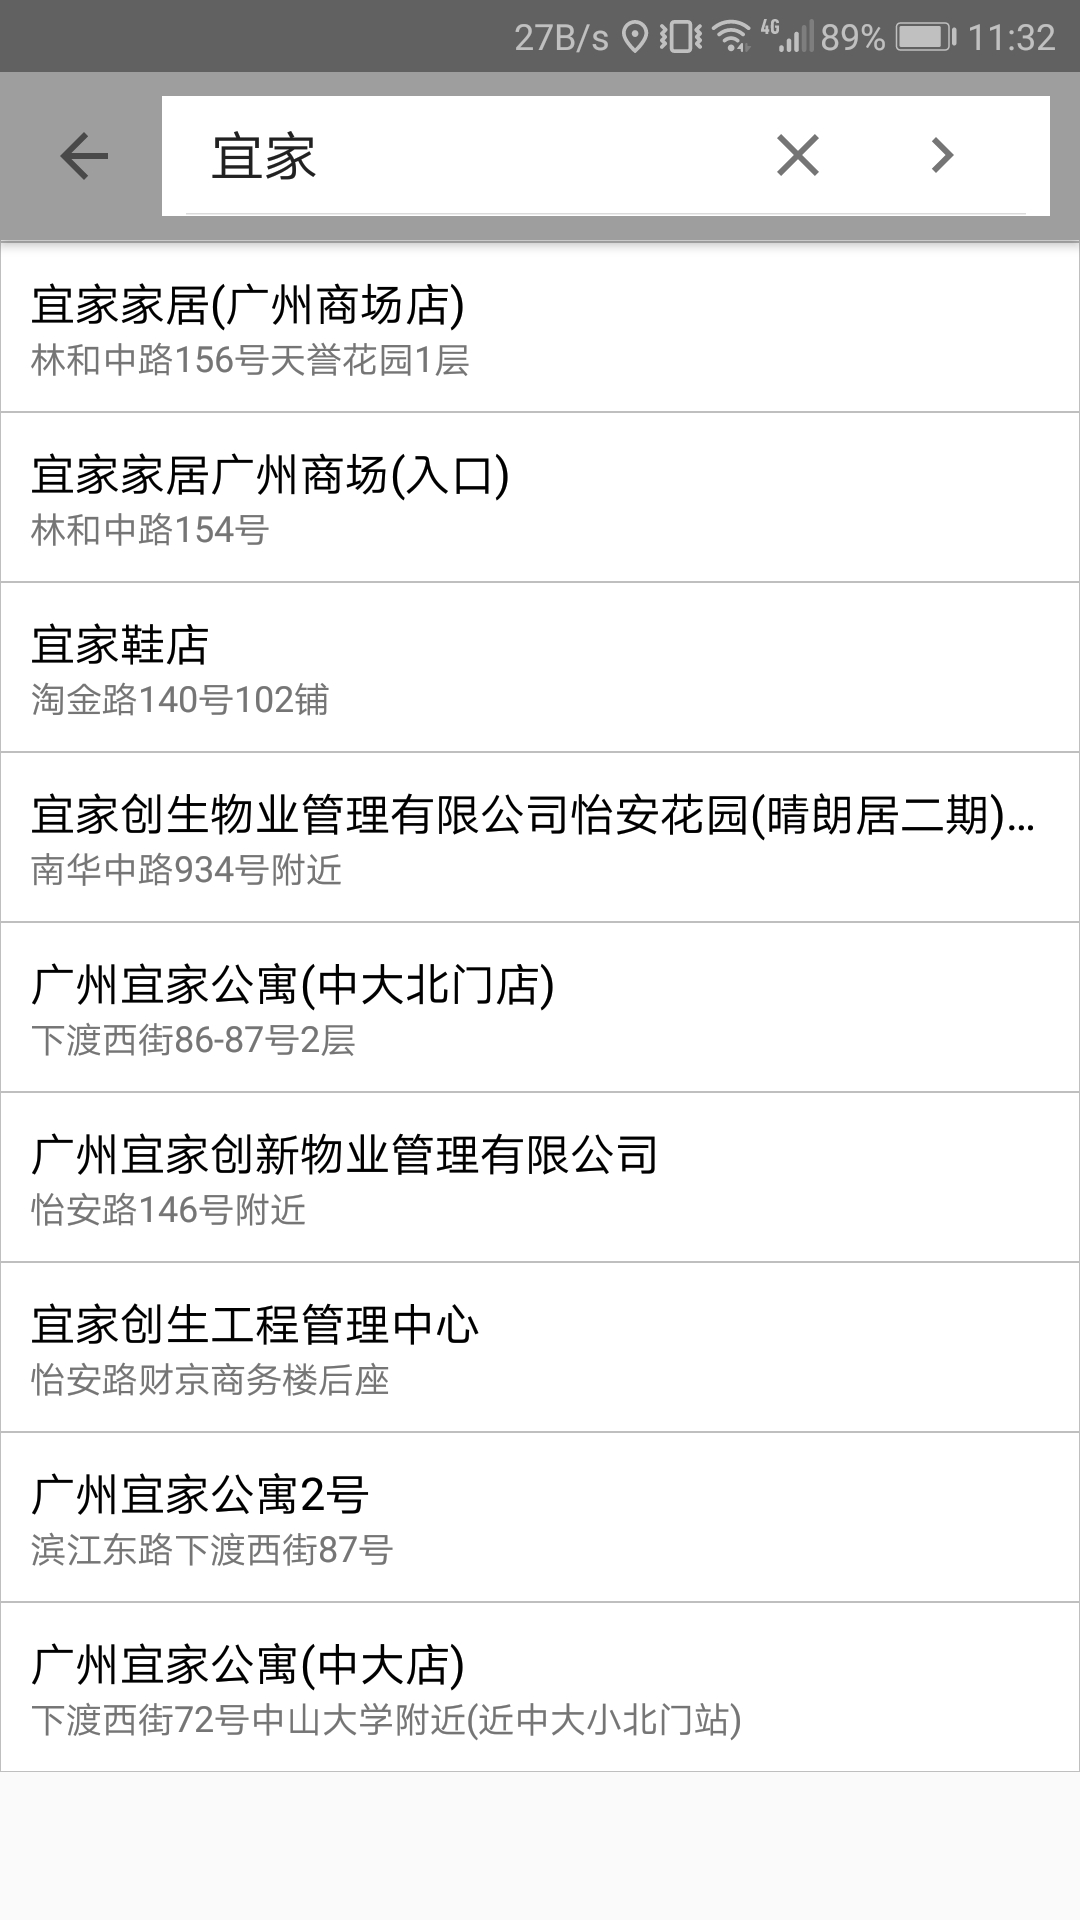 27B/s 4G 89% 11:32
宜家
宜家家居(广州商场店)
林和中路156号天誉花园1层
宜家家居广州商场(入口)
林和中路154号
宜家鞋店
淘金路140号102铺
宜家创生物业管理有限公司怡安花园(晴朗居二期)...
南华中路934号附近
广州宜家公寓(中大北门店)
下渡西街86-87号2层
广州宜家创新物业管理有限公司
怡安路146号附近
宜家创生工程管理中心
怡安路财京商务楼后座
广州宜家公寓2号
滨江东路下渡西街87号
广州宜家公寓(中大店)
下渡西街72号中山大学附近(近中大小北门站)